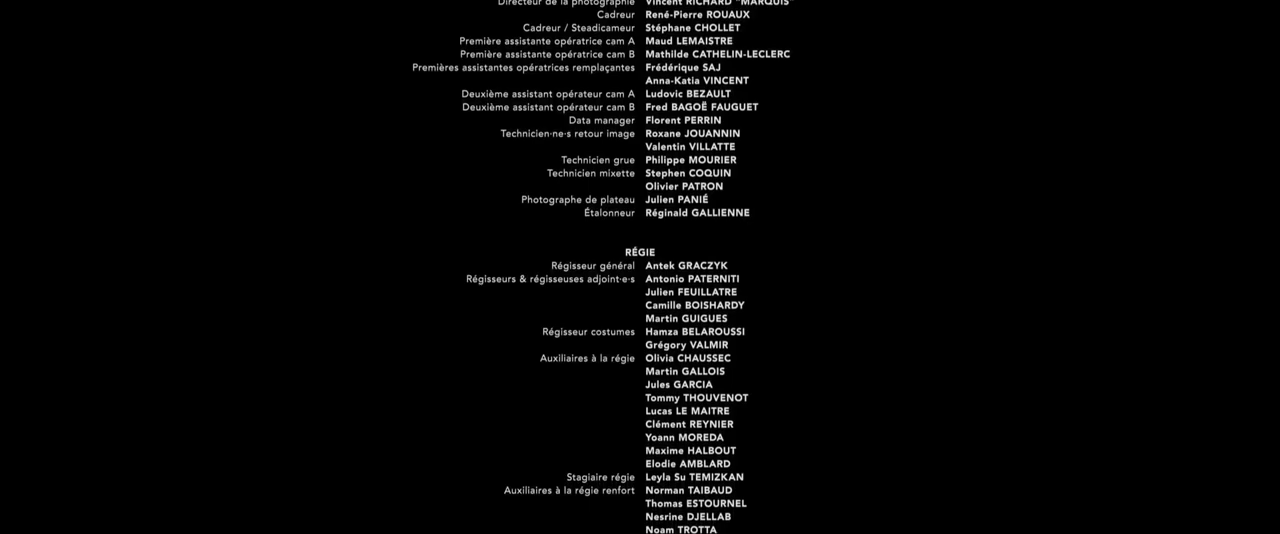 Directeur de la photographie Vincent RICHARD "MARQUIS"
Cadreur René-Pierre ROUAUX
Cadreur / Steadicameur Stéphane CHOLLET
Première assistante opératrice cam A Maud LEMAISTRE
Première assistante opératrice cam B Mathilde CATHELIN-LECLERC
Premières assistantes opératrices remplaçantes Frédérique SAJ
Anna-Katia VINCENT
Deuxième assistant opérateur cam A Ludovic BEZAULT
Deuxième assistant opérateur cam B Fred BAGOË FAUGUET
Data manager Florent PERRIN
Technicien·ne·s retour image Roxane JOUANNIN
Valentin VILLATTE
Technicien grue Philippe MOURIER
Technicien mixette Stephen COQUIN
Olivier PATRON
Photographe de plateau Julien PANIÉ
Étalonneur Réginald GALLIENNE
RÉGIE
Régisseur général Antek GRACZYK
Régisseurs & régisseuses adjoint·e·s Antonio PATERNITI
Julien FEUILLATRE
Camille BOISHARDY
Martin GUIGUES
Régisseur costumes Hamza BELAROUSSI
Grégory VALMIR
Auxiliaires à la régie Olivia CHAUSSEC
Martin GALLOIS
Jules GARCIA
Tommy THOUVENOT
Lucas LE MAITRE
Clément REYNIER
Yoann MOREDA
Maxime HALBOUT
Elodie AMBLARD
Stagiaire régie Leyla Su TEMIZKAN
Auxiliaires à la régie renfort Norman TAIBAUD
Thomas ESTOURNEL
Nesrine DJELLAB
Noam TROTTA